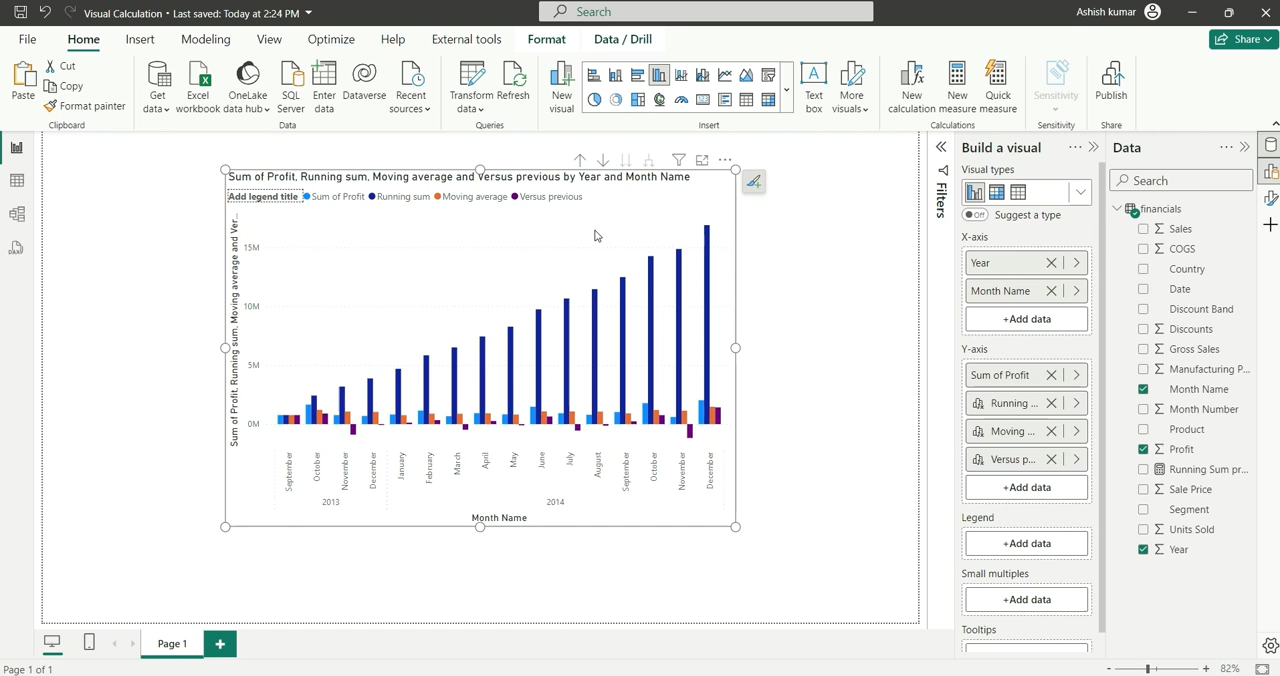 Visual Calculation • Last saved: Today at 2:24 PM
Search
Ashish kumar
File
Home
Insert
Modeling
View
Optimize
Help
External tools
Format
Data / Drill
Share
Paste
Cut
Copy
Format painter
Clipboard
Get data
Excel workbook
OneLake data hub
SQL Server
Enter data
Dataverse
Recent sources
Data
Transform data
Refresh
Queries
New visual
Text box
More visuals
Insert
New calculation
New measure
Quick measure
Calculations
Sensitivity
Sensitivity
Publish
Share
Sum of Profit, Running sum, Moving average and Versus previous by Year and Month Name
Add legend title
Sum of Profit
Running sum
Moving average
Versus previous
Sum of Profit, Running sum, Moving average and Ver...
15M
10M
5M
0M
September
October
November
December
January
February
March
April
May
June
July
August
September
October
November
December
2013
2014
Month Name
Filters
Build a visual
Visual types
Off
Suggest a type
X-axis
Year
Month Name
+Add data
Y-axis
Sum of Profit
Running ...
Moving ...
Versus p...
+Add data
Legend
+Add data
Small multiples
+Add data
Tooltips
Data
Search
financials
Sales
COGS
Country
Date
Discount Band
Discounts
Gross Sales
Manufacturing P...
Month Name
Month Number
Product
Profit
Running Sum pr...
Sale Price
Segment
Units Sold
Year
Page 1
Page 1 of 1
82%